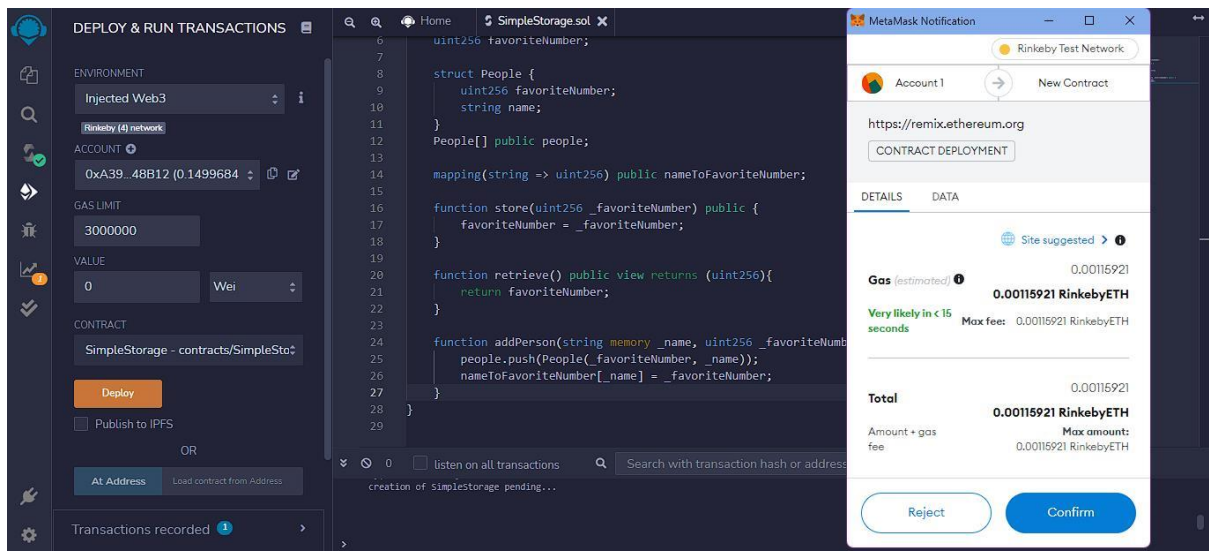 DEPLOY & RUN TRANSACTIONS
ENVIRONMENT
Injected Web3
i
Rinkeby (4) network
ACCOUNT
0xA39...48B12 (0.1499684
GAS LIMIT
3000000
VALUE
0
Wei
CONTRACT
SimpleStorage - contracts/SimpleSto
Deploy
Publish to IPFS
OR
At Address
Load contract from Address
Transactions recorded 1
Home
SimpleStorage.sol
6 uint256 favoriteNumber;
7
8 struct People {
9 uint256 favoriteNumber;
10 string name;
11 }
12 People[] public people;
13
14 mapping(string => uint256) public nameToFavoriteNumber;
15
16 function store(uint256 _favoriteNumber) public {
17 favoriteNumber = _favoriteNumber;
18 }
19
20 function retrieve() public view returns (uint256){
21 return favoriteNumber;
22 }
23
24 function addPerson(string memory _name, uint256 _favoriteNumb
25 people.push(People(_favoriteNumber, _name));
26 nameToFavoriteNumber[_name] = _favoriteNumber;
27 }
28 }
29
0
listen on all transactions
Search with transaction hash or address
creation of SimpleStorage pending...
>
MetaMask Notification
Rinkeby Test Network
Account 1
New Contract
https://remix.ethereum.org
CONTRACT DEPLOYMENT
DETAILS
DATA
Site suggested >
0.00115921
Gas (estimated)
0.00115921 RinkebyETH
Very likely in < 15
seconds
Max fee: 0.00115921 RinkebyETH
0.00115921
Total
0.00115921 RinkebyETH
Amount + gas
fee
Max amount:
0.00115921 RinkebyETH
Reject
Confirm